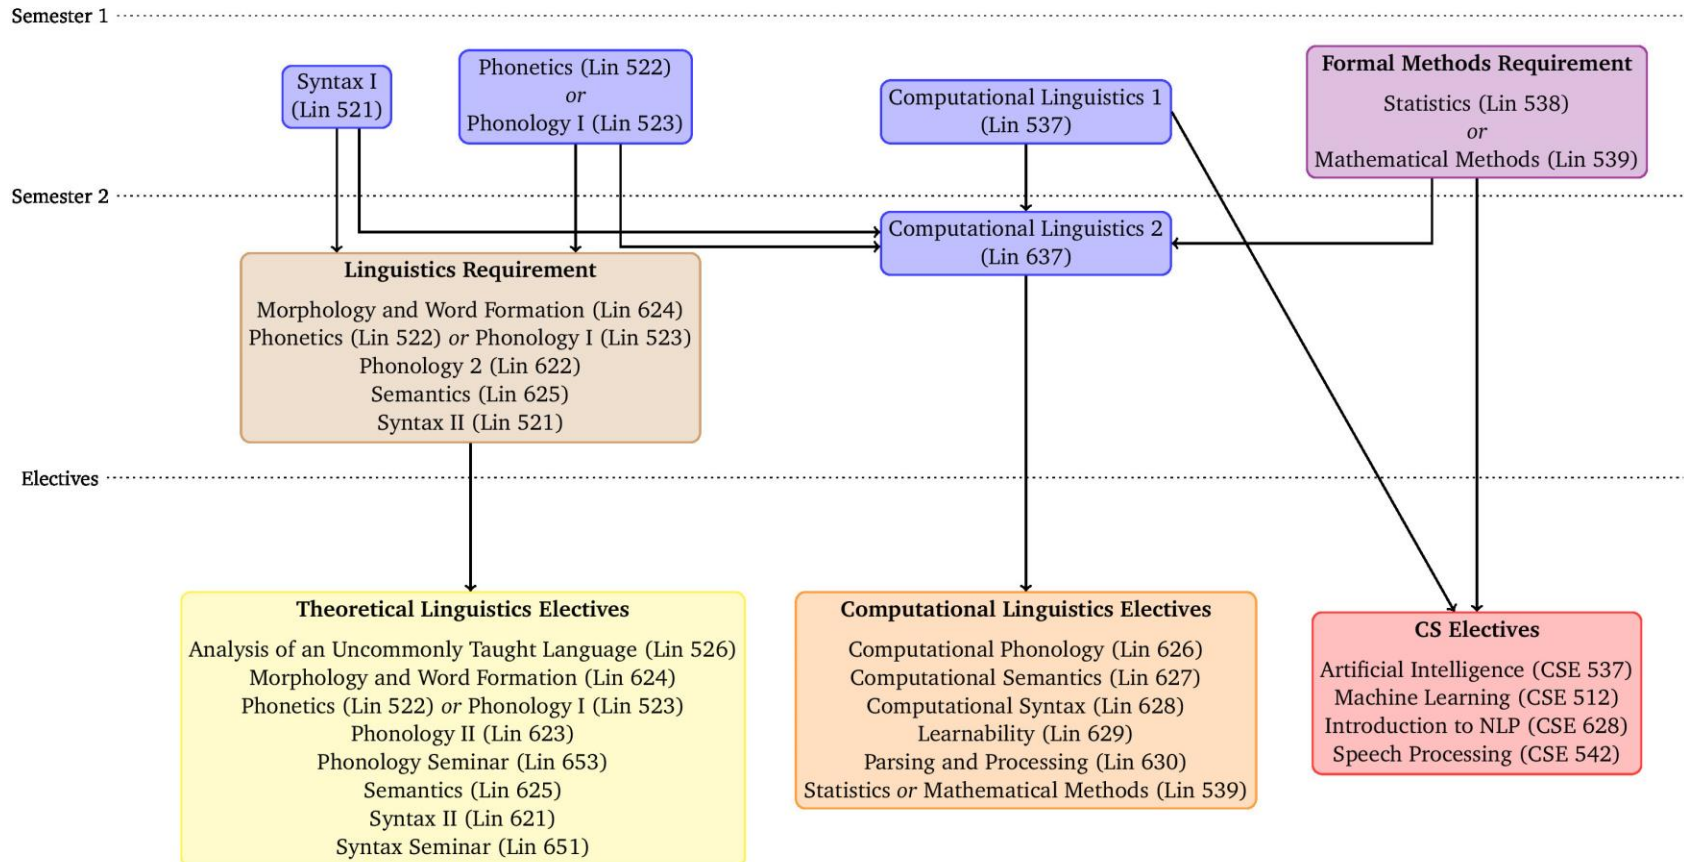 Semester 1
Syntax I
(Lin 521)
Phonetics (Lin 522)
or
Phonology I (Lin 523)
Computational Linguistics 1
(Lin 537)
Formal Methods Requirement
Statistics (Lin 538)
or
Mathematical Methods (Lin 539)
Semester 2
Computational Linguistics 2
(Lin 637)
Linguistics Requirement
Morphology and Word Formation (Lin 624)
Phonetics (Lin 522) or Phonology I (Lin 523)
Phonology 2 (Lin 622)
Semantics (Lin 625)
Syntax II (Lin 521)
Electives
Theoretical Linguistics Electives
Analysis of an Uncommonly Taught Language (Lin 526)
Morphology and Word Formation (Lin 624)
Phonetics (Lin 522) or Phonology I (Lin 523)
Phonology II (Lin 623)
Phonology Seminar (Lin 653)
Semantics (Lin 625)
Syntax II (Lin 621)
Syntax Seminar (Lin 651)
Computational Linguistics Electives
Computational Phonology (Lin 626)
Computational Semantics (Lin 627)
Computational Syntax (Lin 628)
Learnability (Lin 629)
Parsing and Processing (Lin 630)
Statistics or Mathematical Methods (Lin 539)
CS Electives
Artificial Intelligence (CSE 537)
Machine Learning (CSE 512)
Introduction to NLP (CSE 628)
Speech Processing (CSE 542)